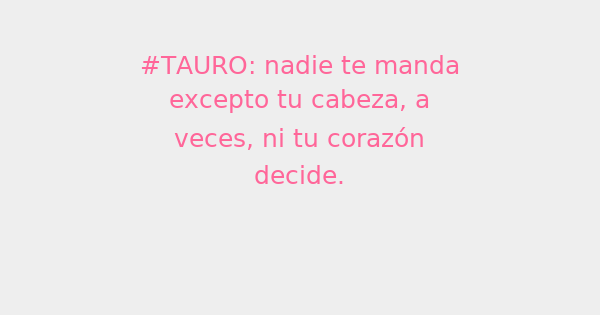 #TAURO: nadie te manda
excepto tu cabeza, a
veces, ni tu corazón
decide.